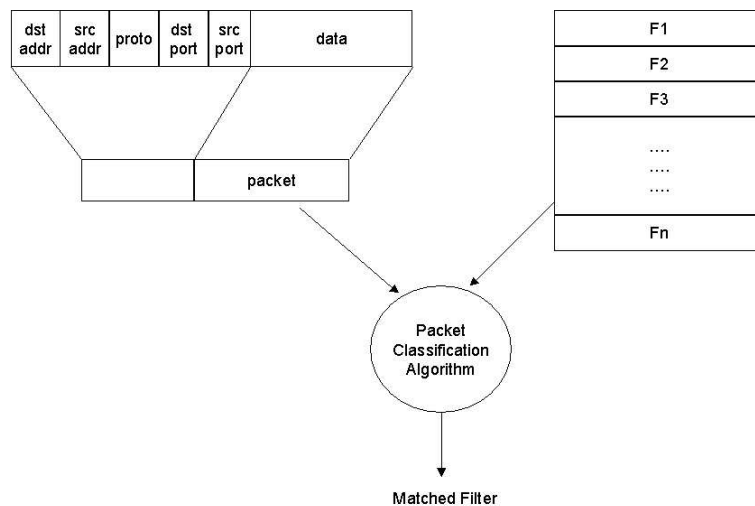 dst addr
src addr
proto
dst port
src port
data
packet
F1
F2
F3
....
....
....
Fn
Packet
Classification
Algorithm
Matched Filter